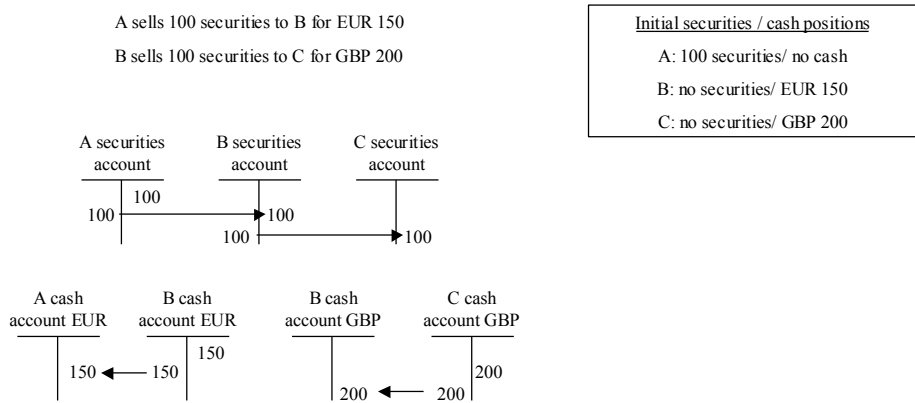 A sells 100 securities to B for EUR 150
B sells 100 securities to C for GBP 200
Initial securities / cash positions
A: 100 securities/ no cash
B: no securities/ EUR 150
C: no securities/ GBP 200
A securities account
B securities account
C securities account
100
100 100
100 100
A cash account EUR
B cash account EUR
B cash account GBP
C cash account GBP
150
200
150 150
200 200